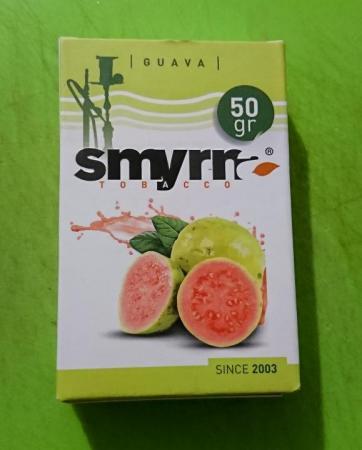 | GUAVA |
50
gr
smyrna®
TOBACCO
SINCE 2003